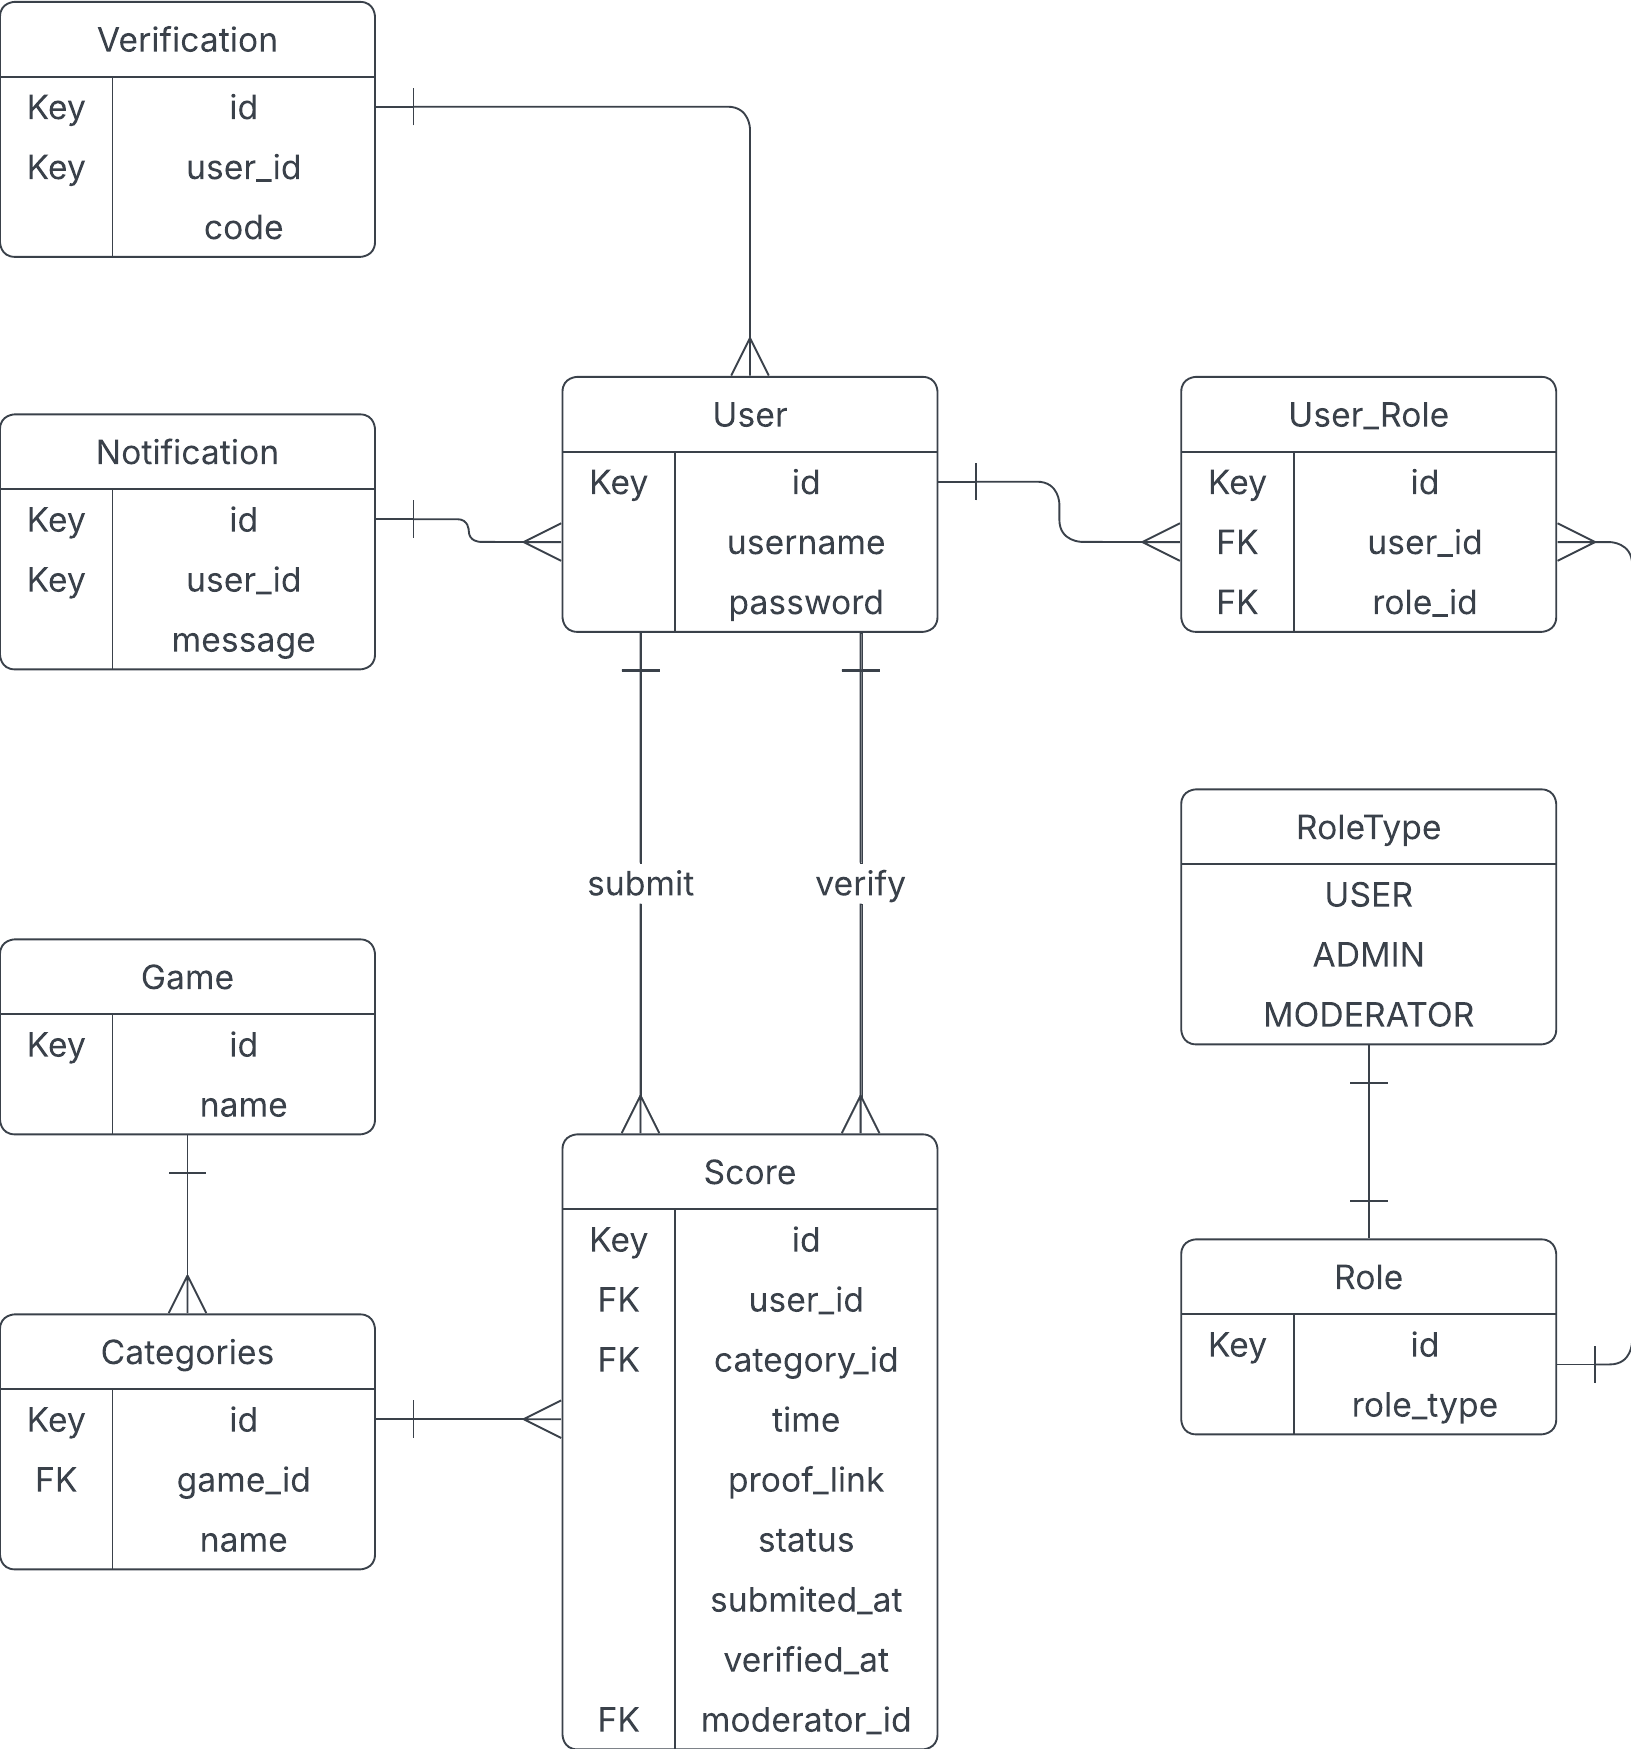 Verification
Key id
Key user_id
code
Notification
Key id
Key user_id
message
User
Key id
username
password
User_Role
Key id
FK user_id
FK role_id
submit
verify
RoleType
USER
ADMIN
MODERATOR
Game
Key id
name
Categories
Key id
FK game_id
name
Score
Key id
FK user_id
FK category_id
time
proof_link
status
submited_at
verified_at
FK moderator_id
Role
Key id
role_type